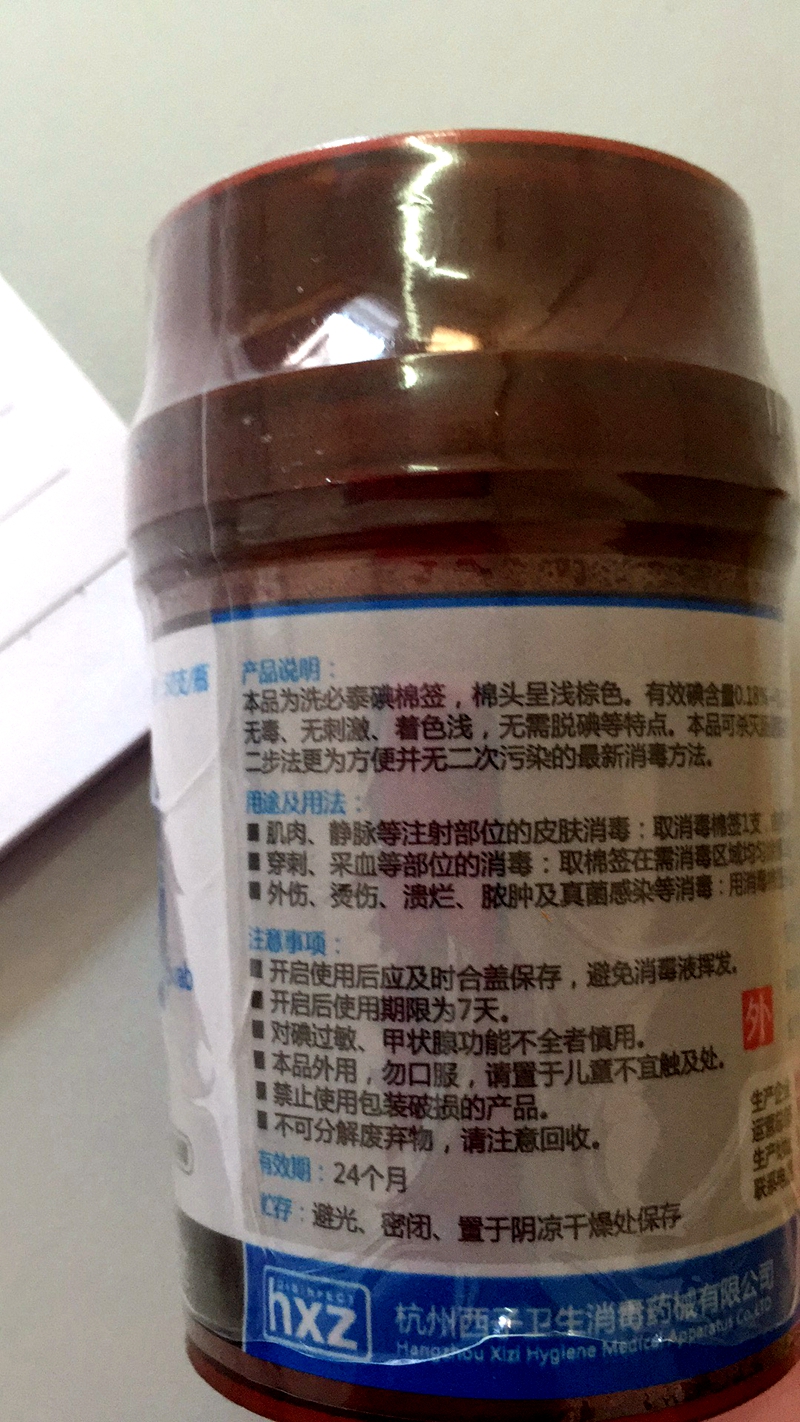 支/瓶
产品说明：
本品为洗必泰碘棉签，棉头呈浅棕色。有效碘含量0.18%
无毒、无刺激、着色浅，无需脱碘等特点。本品可杀灭
二步法更为方便并无二次污染的最新消毒方法。
用途及用法：
■ 肌肉、静脉等注射部位的皮肤消毒：取消毒棉签1支
■ 穿刺、采血等部位的消毒：取棉签在需消毒区域均匀
■ 外伤、烫伤、溃烂、脓肿及真菌感染等消毒：用消毒
注意事项：
■ 开启使用后应及时合盖保存，避免消毒液挥发.
■ 开启后使用期限为7天。
■ 对碘过敏、甲状腺功能不全者慎用。
■ 本品外用，勿口服，请置于儿童不宜触及处.
■ 禁止使用包装破损的产品。
■ 不可分解废弃物，请注意回收。
有效期：24个月
贮存：避光、密闭、置于阴凉干燥处保存
外
生产企
生产
联系
DISINFECT
hxz
杭州西子卫生消毒药械有限公司
Hangzhou Xizi Hygiene Medical Apparatus Co.LTD